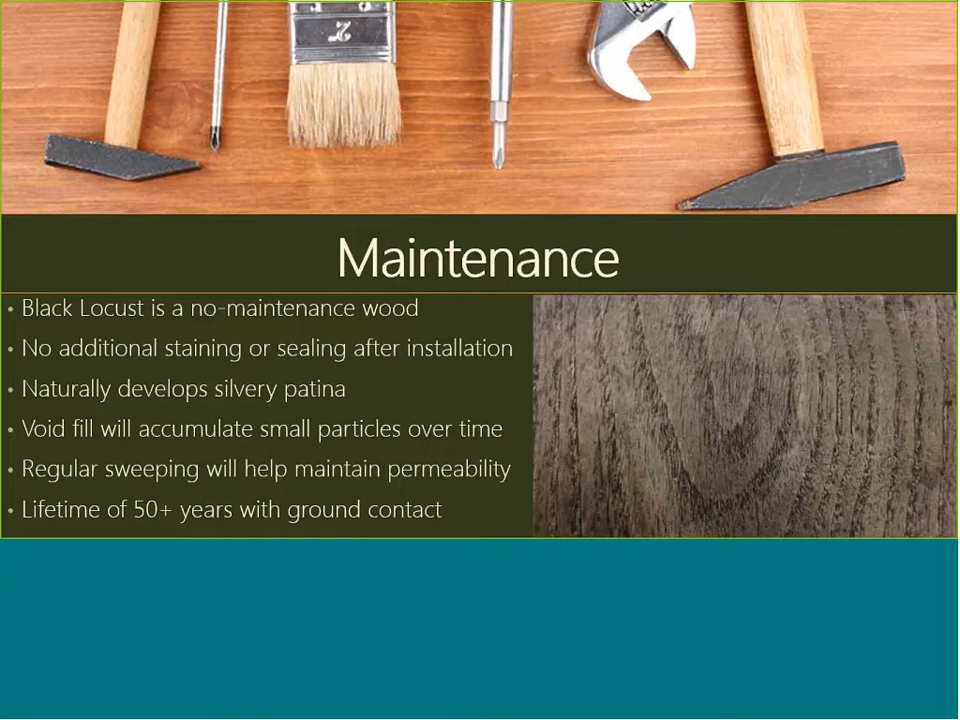 Maintenance
• Black Locust is a no-maintenance wood
• No additional staining or sealing after installation
• Naturally develops silvery patina
• Void fill will accumulate small particles over time
• Regular sweeping will help maintain permeability
• Lifetime of 50+ years with ground contact